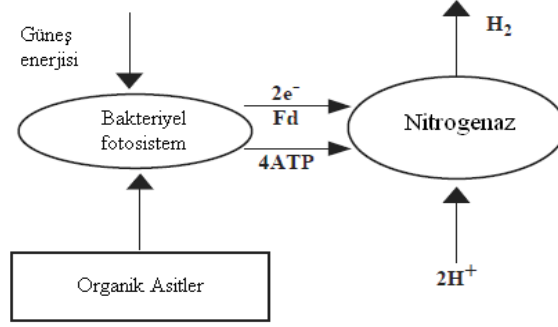 Güneş
enerjisi
H₂
2e⁻
Fd
Bakteriyel
fotosistem
Nitrogenaz
4ATP
Organik Asitler
2H⁺